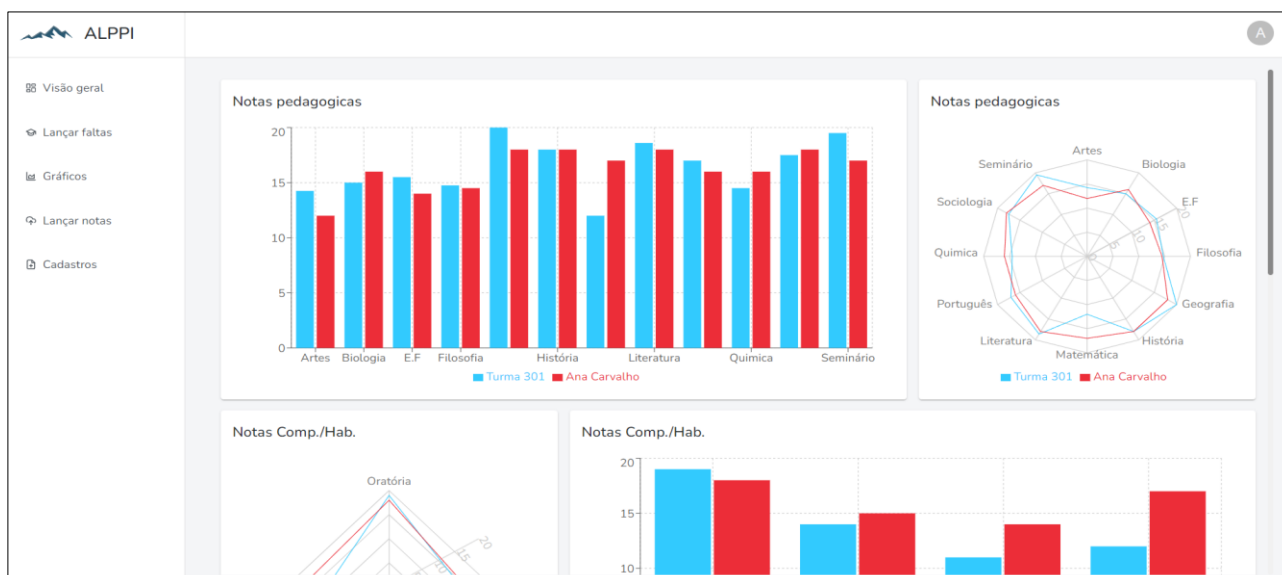 ALPPI
A
Visão geral
Lançar faltas
Gráficos
Lançar notas
Cadastros
Notas pedagogicas
20
15
10
5
0
Artes Biologia E.F Filosofia História Literatura Quimica Seminário
Turma 301 Ana Carvalho
Notas pedagogicas
Artes
Seminário Biologia
Sociologia E.F
Quimica Filosofia
Português Geografia
Literatura História
Matemática
0 5 10 15 20
Turma 301 Ana Carvalho
Notas Comp./Hab.
Oratória
20
15
10
Notas Comp./Hab.
20
15
10